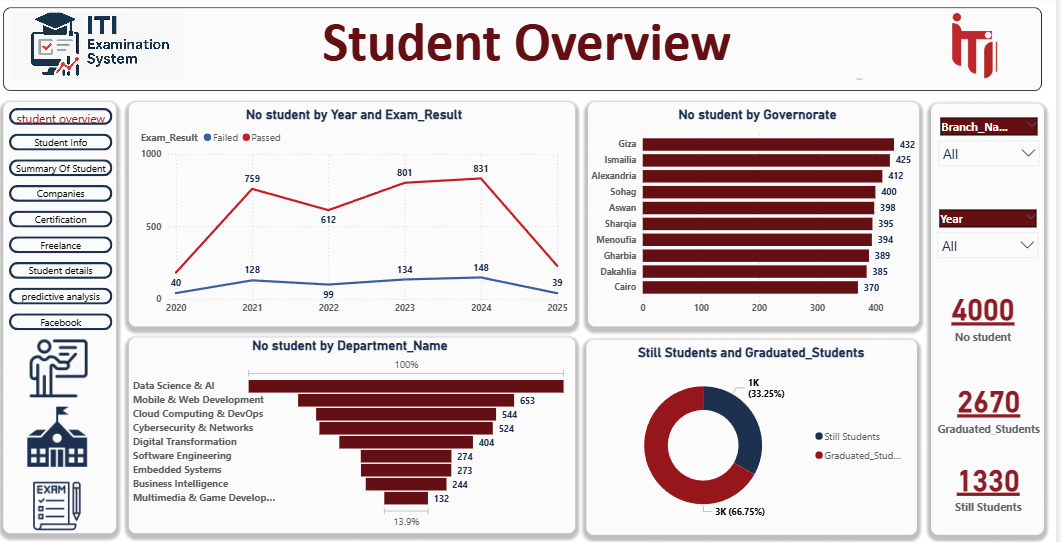 ITI
Examination
System
Student Overview
iTi
student overview
Student Info
Summary Of Student
Companies
Certification
Freelance
Student details
predictive analysis
Facebook
EXAM
No student by Year and Exam_Result
Exam_Result Failed Passed
1000
500
0
759
612
801
831
40
128
99
134
148
39
2020 2021 2022 2023 2024 2025
No student by Governorate
Giza 432
Ismailia 425
Alexandria 412
Sohag 400
Aswan 398
Sharqia 395
Menoufia 394
Gharbia 389
Dakahlia 385
Cairo 370
0 100 200 300 400
No student by Department_Name
100%
Data Science & AI
Mobile & Web Development 653
Cloud Computing & DevOps 544
Cybersecurity & Networks 524
Digital Transformation 404
Software Engineering 274
Embedded Systems 273
Business Intelligence 244
Multimedia & Game Develop... 132
13.9%
Still Students and Graduated_Students
1K
(33.25%)
3K (66.75%)
Still Students
Graduated_Stud...
Branch_Na...
All
Year
All
4000
No student
2670
Graduated_Students
1330
Still Students